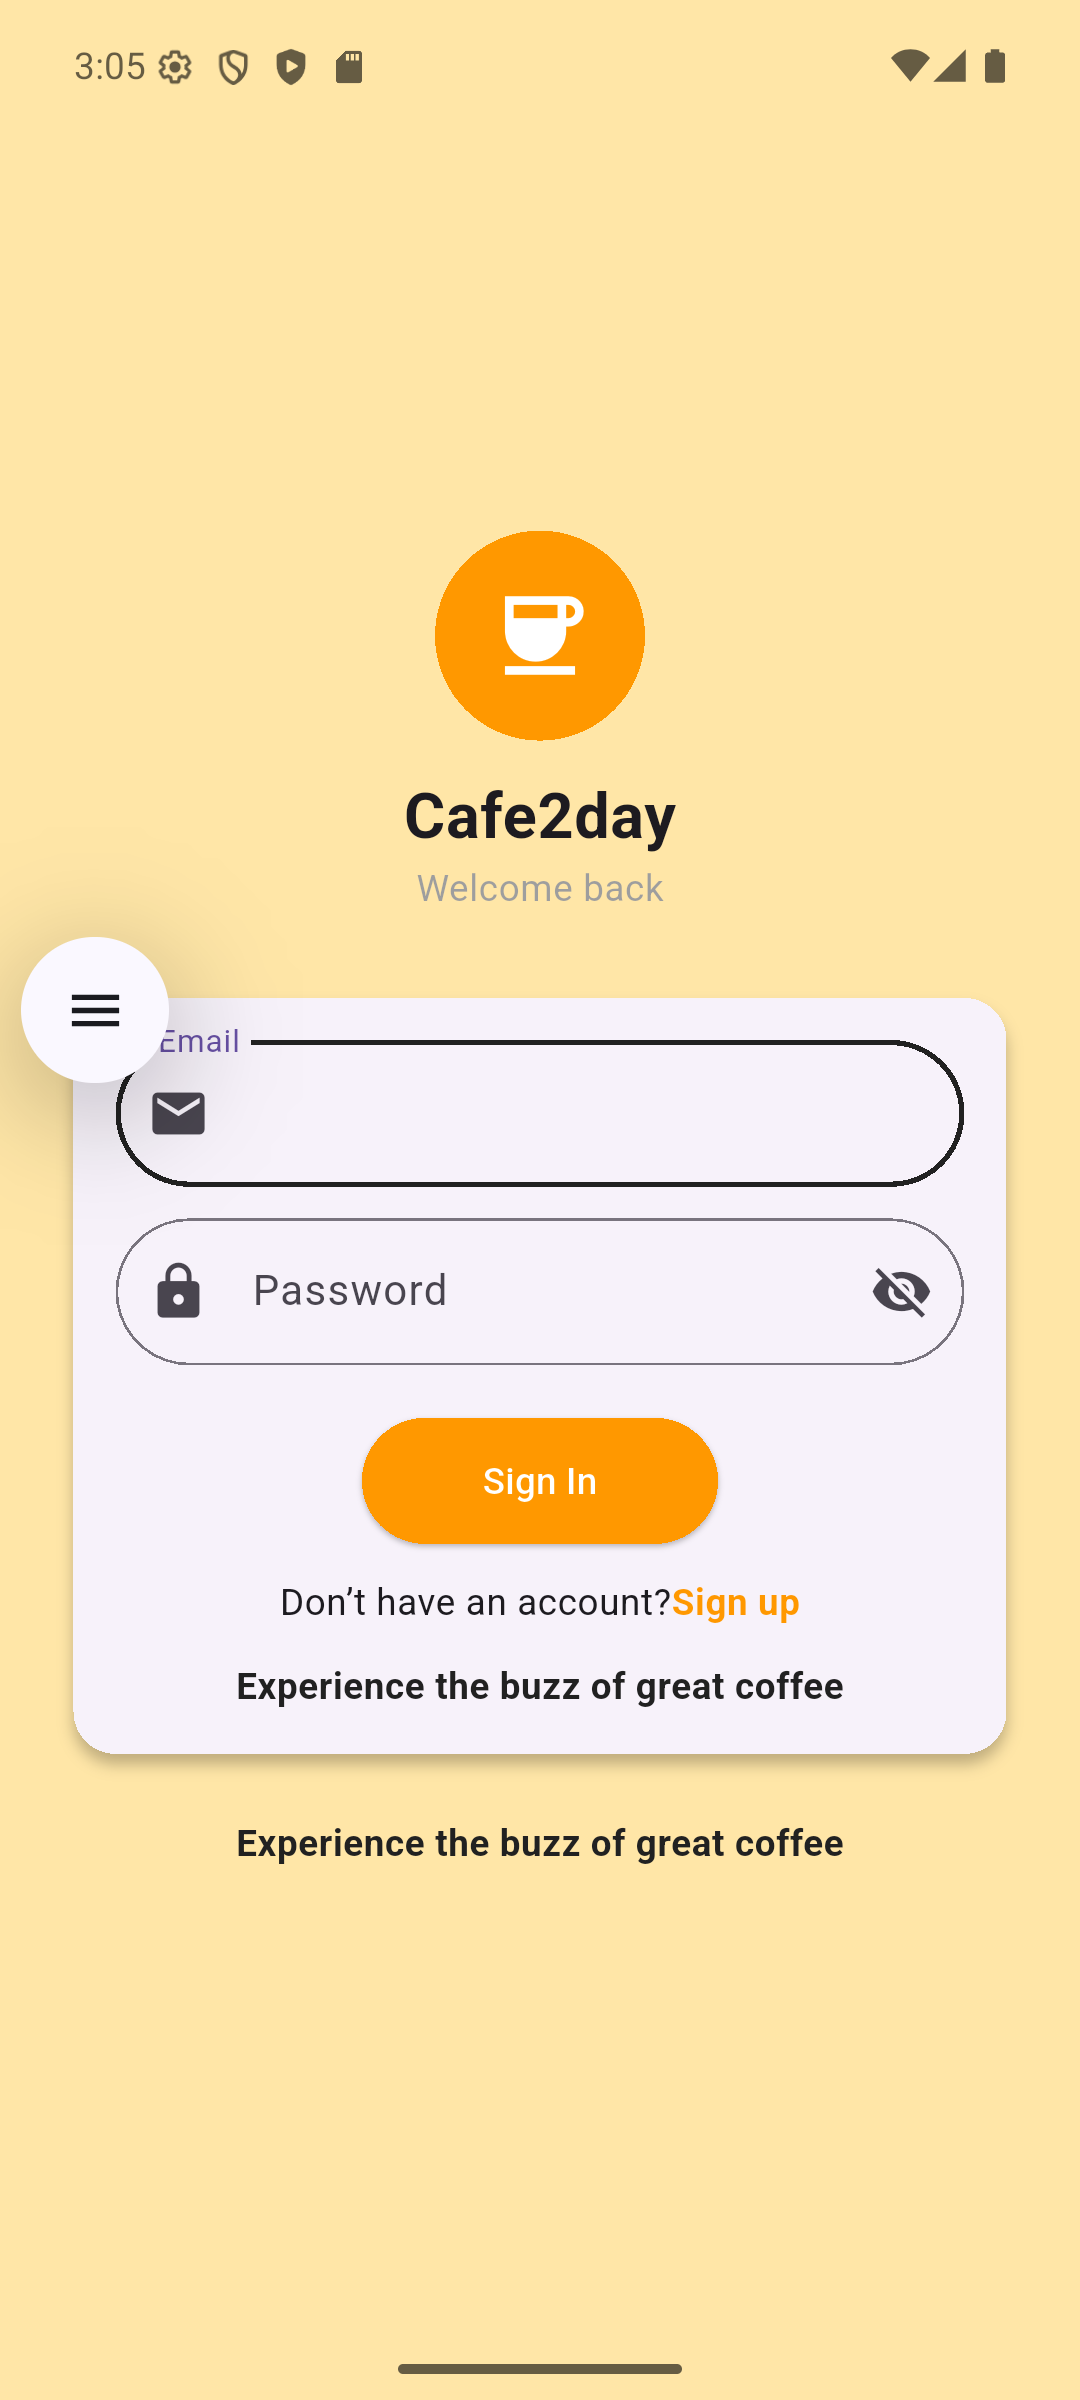 3:05
Cafe2day
Welcome back
Email
Password
Sign In
Don’t have an account?Sign up
Experience the buzz of great coffee
Experience the buzz of great coffee